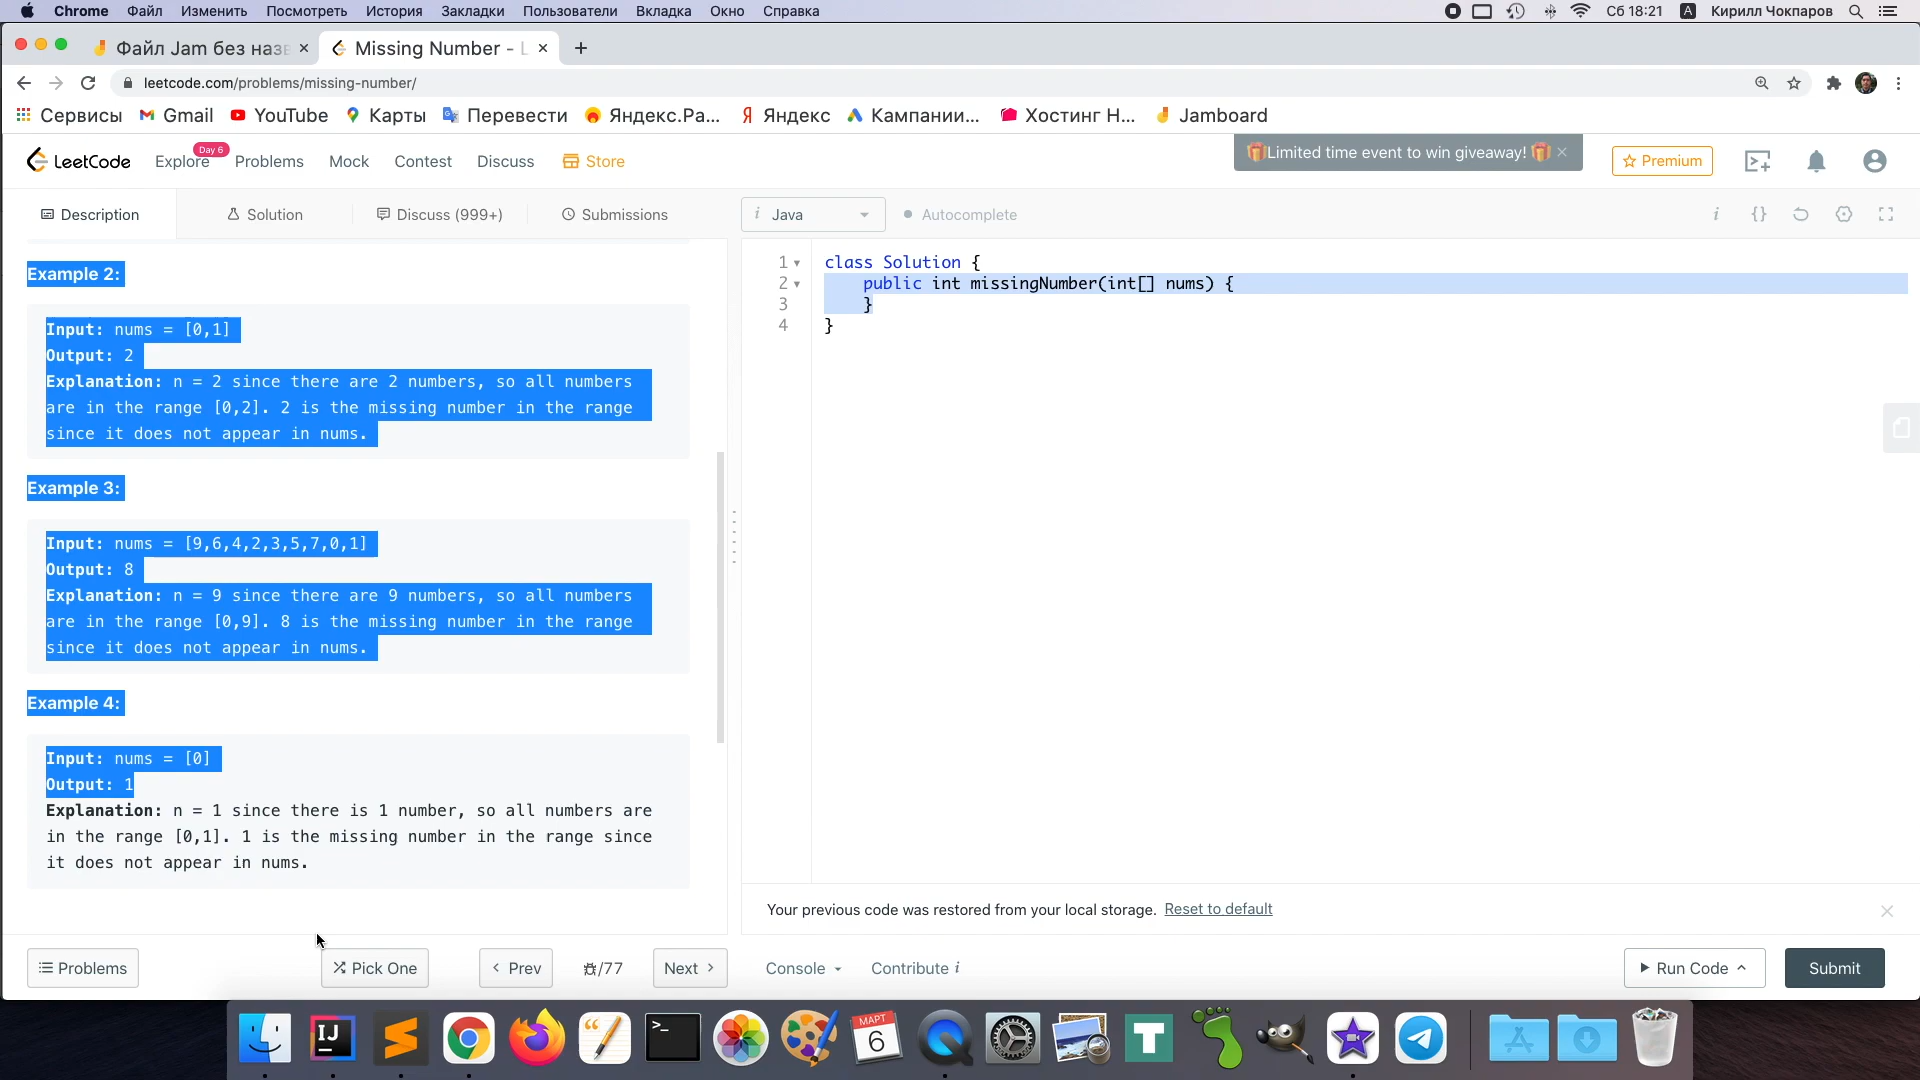 Chrome Файл Изменить Посмотреть История Закладки Пользователи Вкладка Окно Справка Сб 18:21 A Кирилл Чокпаров
Файл Jam без назв Missing Number - L
leetcode.com/problems/missing-number/
Сервисы Gmail YouTube Карты Перевести Яндекс.Ра... Яндекс Кампании... Хостинг Н... Jamboard
LeetCode Explore Day 6 Problems Mock Contest Discuss Store Limited time event to win giveaway! Premium
Description Solution Discuss (999+) Submissions i Java Autocomplete
Example 2:
Input: nums = [0,1]
Output: 2
Explanation: n = 2 since there are 2 numbers, so all numbers
are in the range [0,2]. 2 is the missing number in the range
since it does not appear in nums.
Example 3:
Input: nums = [9,6,4,2,3,5,7,0,1]
Output: 8
Explanation: n = 9 since there are 9 numbers, so all numbers
are in the range [0,9]. 8 is the missing number in the range
since it does not appear in nums.
Example 4:
Input: nums = [0]
Output: 1
Explanation: n = 1 since there is 1 number, so all numbers are
in the range [0,1]. 1 is the missing number in the range since
it does not appear in nums.
1 class Solution {
2 public int missingNumber(int[] nums) {
3 }
4 }
Your previous code was restored from your local storage. Reset to default
Problems Pick One Prev /77 Next Console Contribute i Run Code Submit
IJ >_ МАРТ 6 T